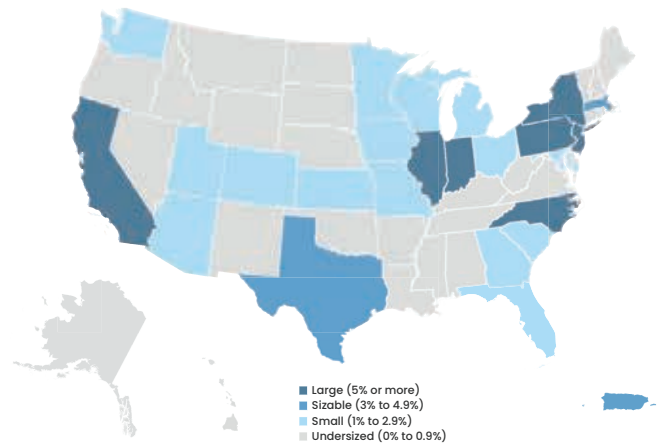 Large (5% or more)
Sizable (3% to 4.9%)
Small (1% to 2.9%)
Undersized (0% to 0.9%)